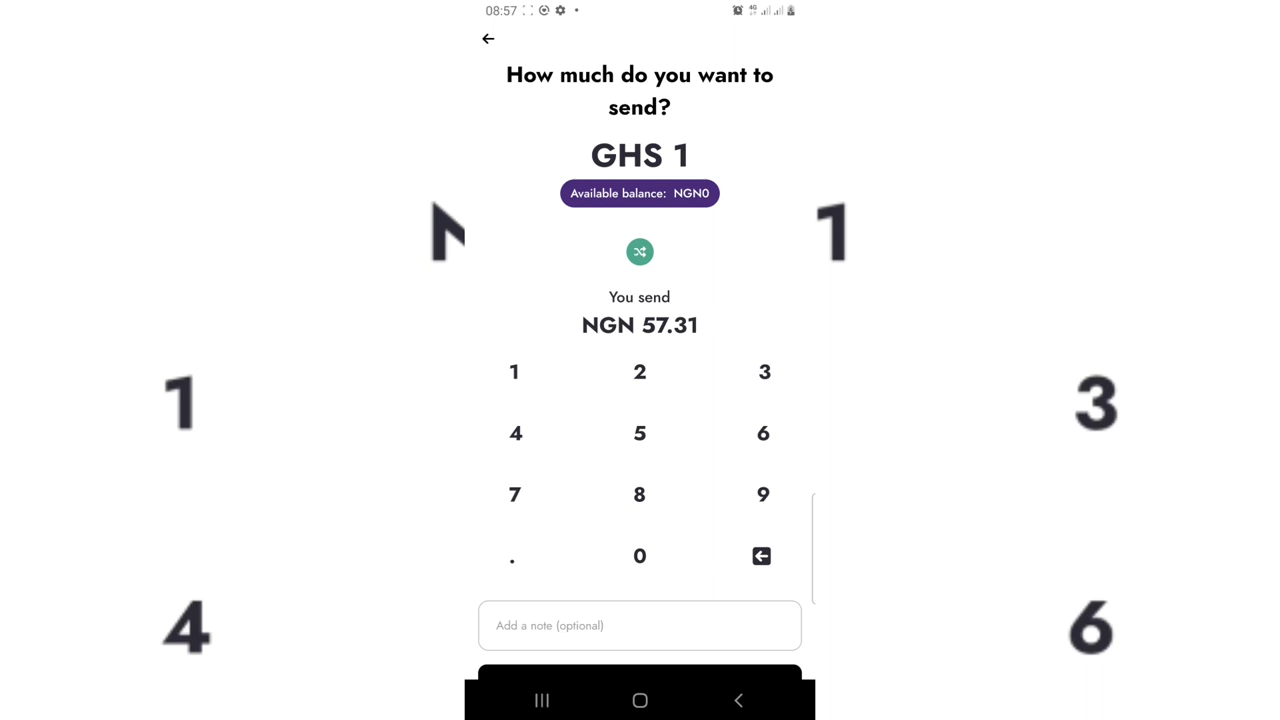 08:57
4G
How much do you want to
send?
GHS 1
Available balance: NGN0
N 1
You send
NGN 57.31
1 2 3
1 3
4 5 6
7 8 9
. 0
Add a note (optional)
4 6